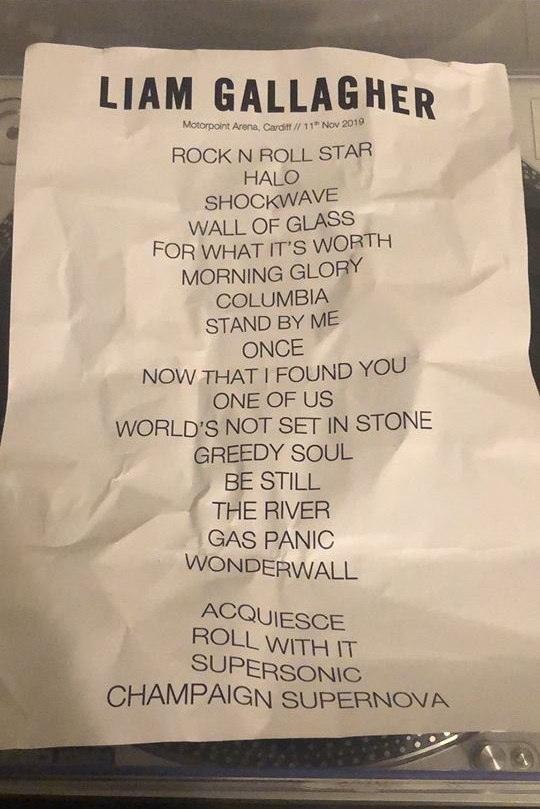 LIAM GALLAGHER
Motorpoint Arena, Cardiff // 11th Nov 2019
ROCK N ROLL STAR
HALO
SHOCKWAVE
WALL OF GLASS
FOR WHAT IT'S WORTH
MORNING GLORY
COLUMBIA
STAND BY ME
ONCE
NOW THAT I FOUND YOU
ONE OF US
WORLD'S NOT SET IN STONE
GREEDY SOUL
BE STILL
THE RIVER
GAS PANIC
WONDERWALL
ACQUIESCE
ROLL WITH IT
SUPERSONIC
CHAMPAIGN SUPERNOVA